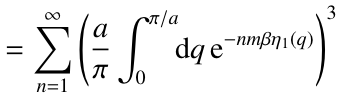 $= \sum_{n=1}^{\infty} \left( \frac{a}{\pi} \int_{0}^{\pi/a} \mathrm{d}q \, \mathrm{e}^{-nm\beta\eta_1(q)} \right)^3$